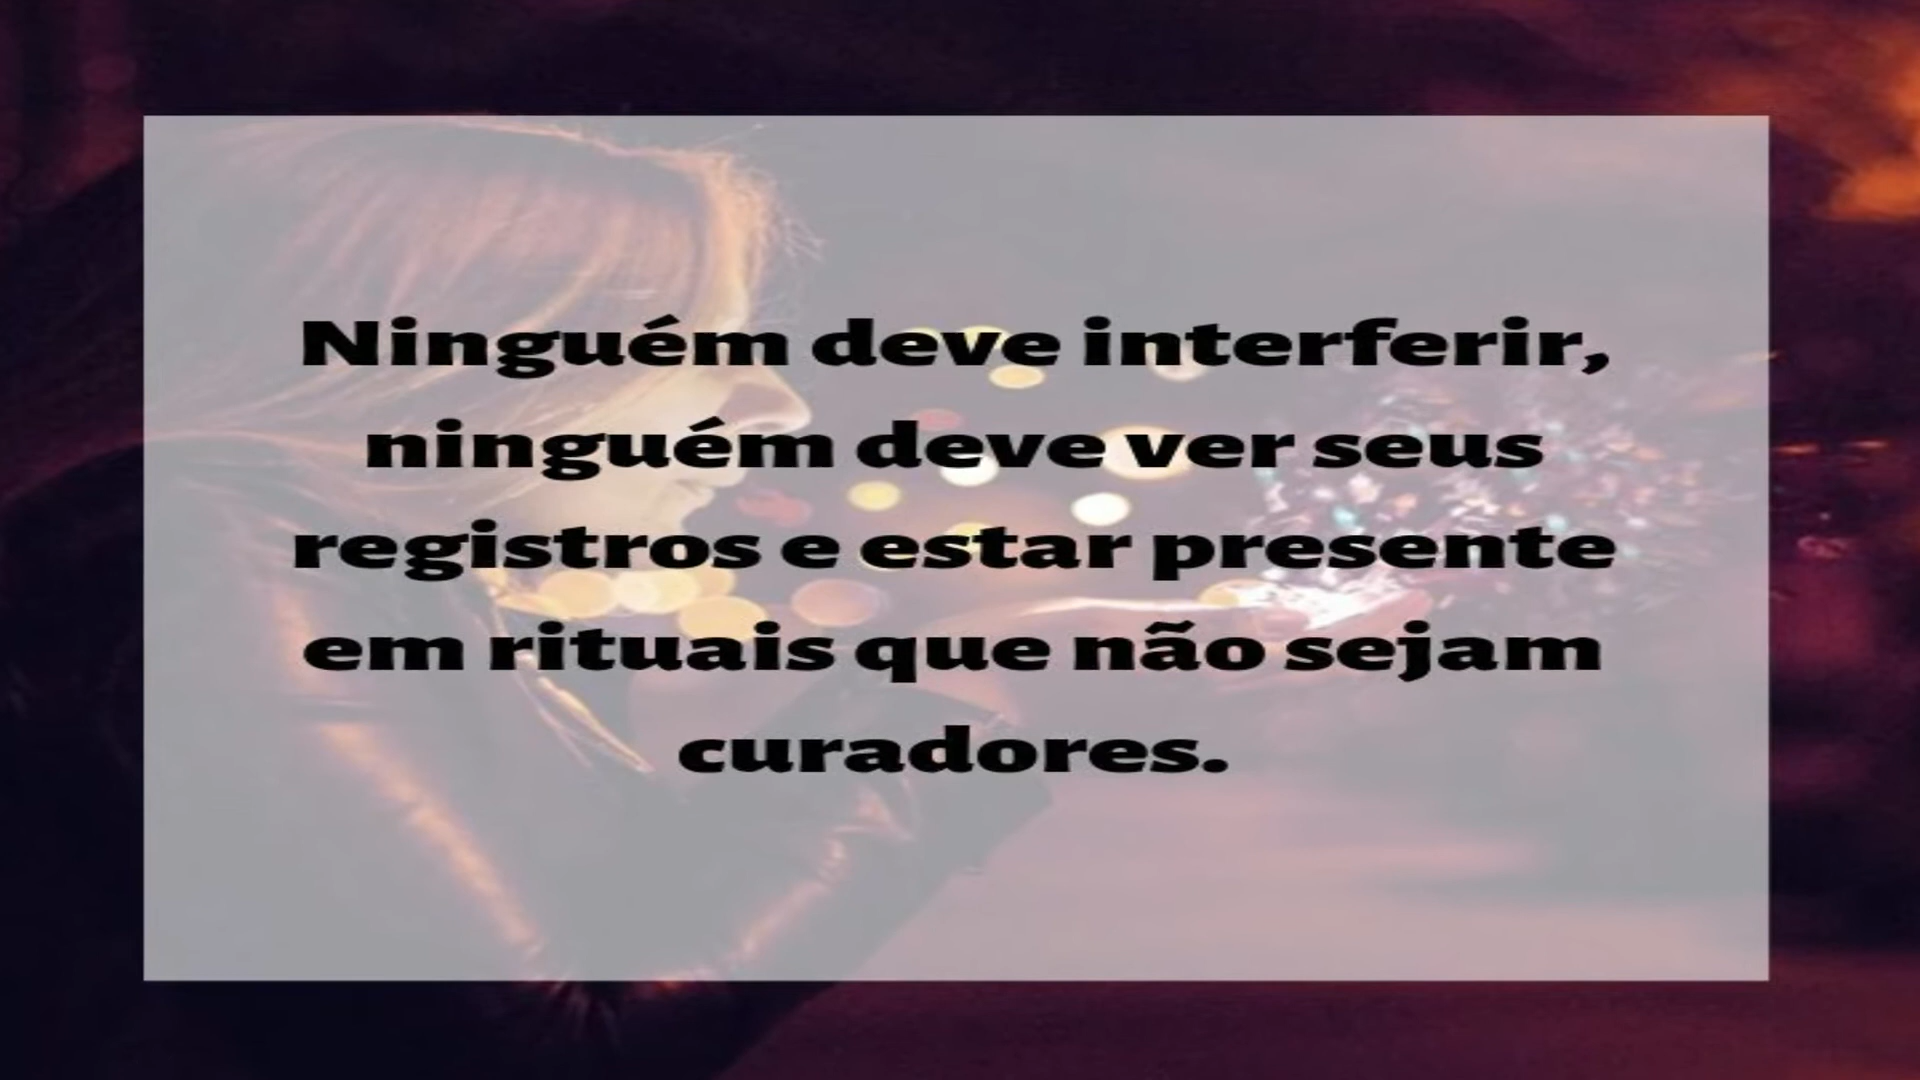 Ninguém deve interferir,
ninguém deve ver seus
registros e estar presente
em rituais que não sejam
curadores.